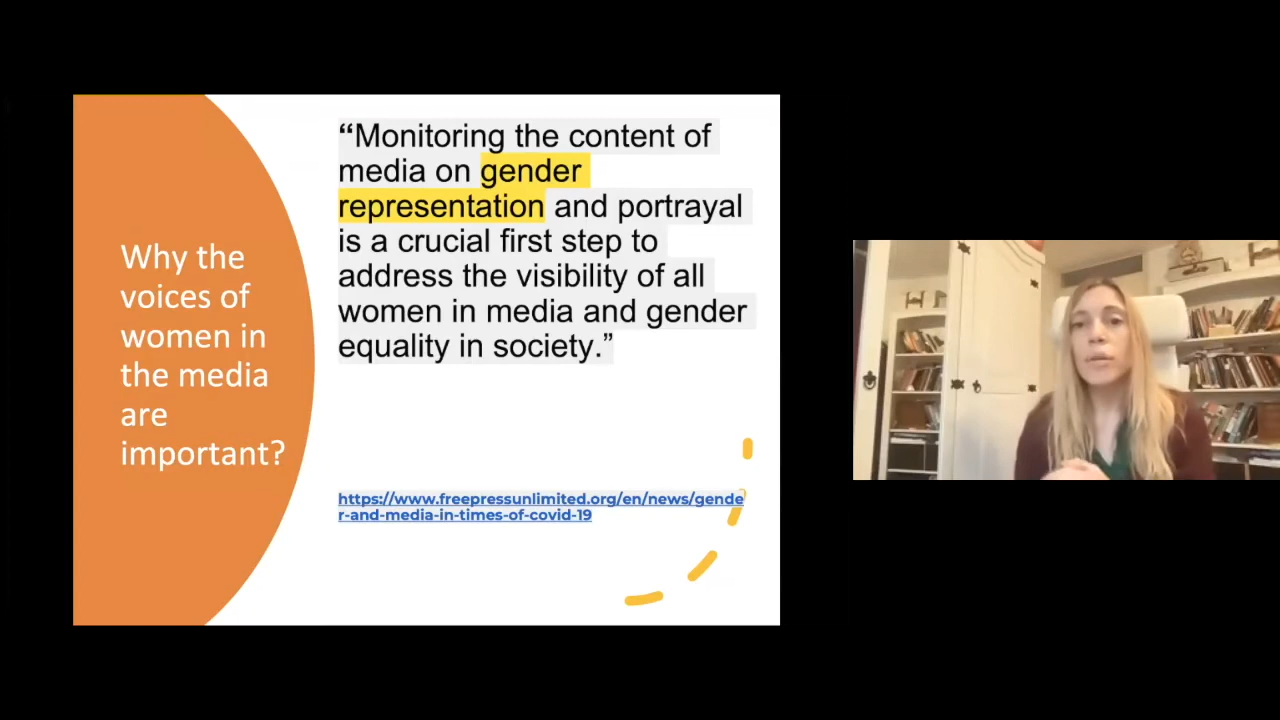 Why the
voices of
women in
the media
are
important?
“Monitoring the content of
media on gender
representation and portrayal
is a crucial first step to
address the visibility of all
women in media and gender
equality in society.”
https://www.freepressunlimited.org/en/news/gende
r-and-media-in-times-of-covid-19